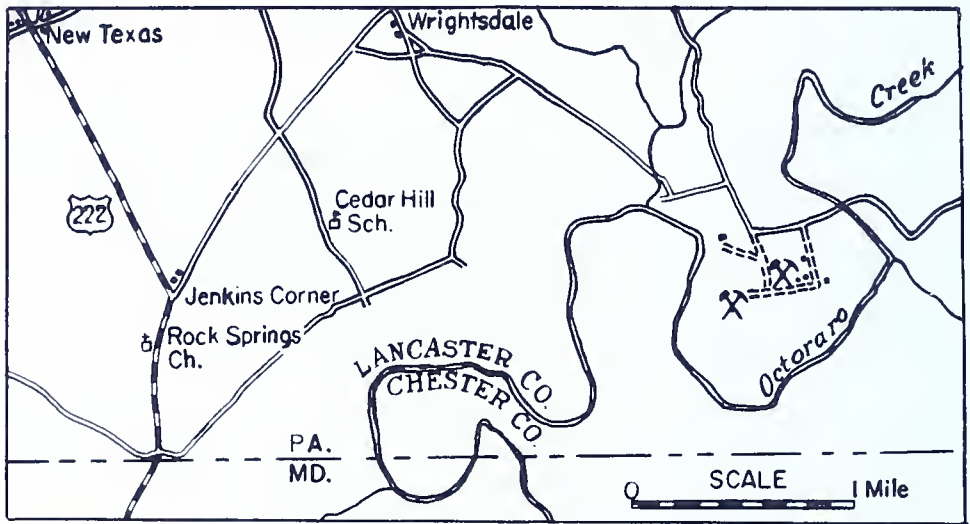 New Texas
Wrightsdale
Creek
222
Cedar Hill
Sch.
Jenkins Corner
Rock Springs
Ch.
LANCASTER CO.
CHESTER CO.
Octoraro
PA.
MD.
SCALE
0
1 Mile